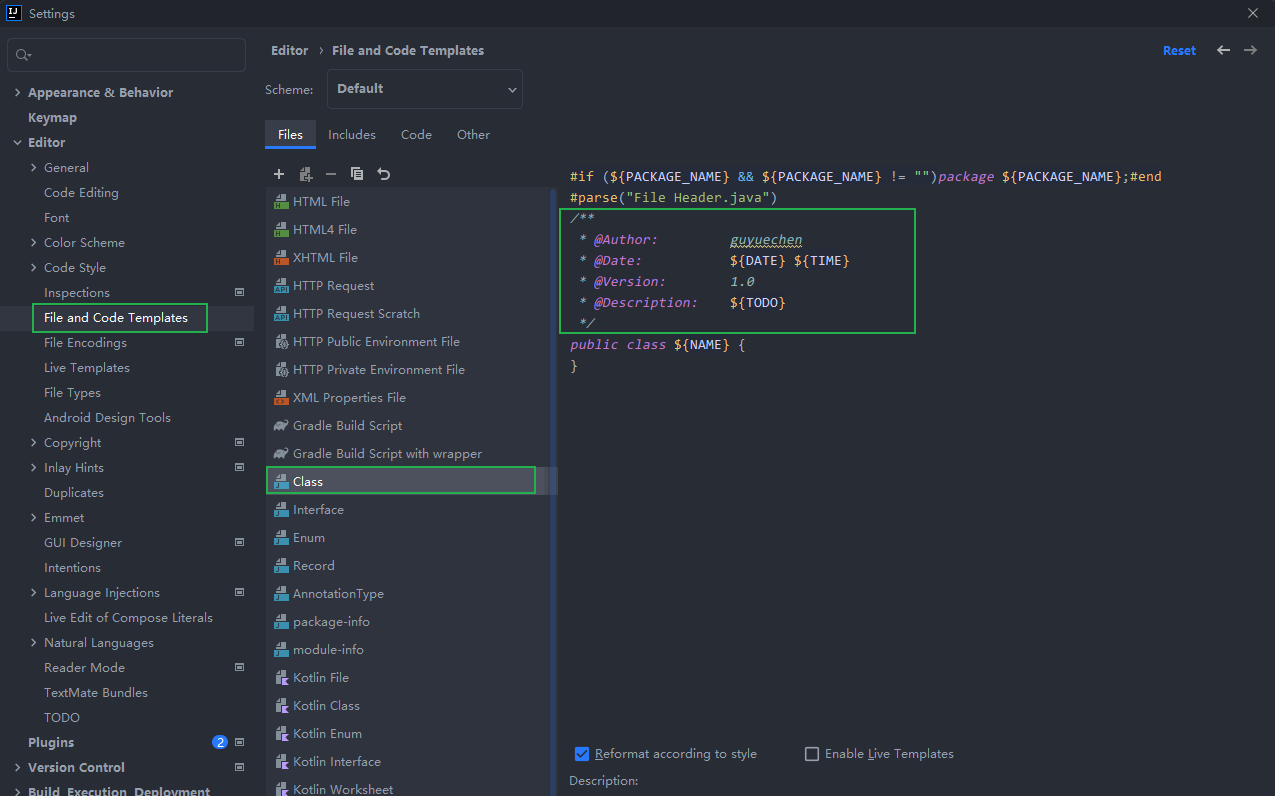 Settings
Editor › File and Code Templates
Reset
Scheme:
Default
Files
Includes
Code
Other
Appearance & Behavior
Keymap
Editor
General
Code Editing
Font
Color Scheme
Code Style
Inspections
File and Code Templates
File Encodings
Live Templates
File Types
Android Design Tools
Copyright
Inlay Hints
Duplicates
Emmet
GUI Designer
Intentions
Language Injections
Live Edit of Compose Literals
Natural Languages
Reader Mode
TextMate Bundles
TODO
Plugins
2
Version Control
Build, Execution, Deployment
HTML File
HTML4 File
XHTML File
HTTP Request
HTTP Request Scratch
HTTP Public Environment File
HTTP Private Environment File
XML Properties File
Gradle Build Script
Gradle Build Script with wrapper
Class
Interface
Enum
Record
AnnotationType
package-info
module-info
Kotlin File
Kotlin Class
Kotlin Enum
Kotlin Interface
Kotlin Worksheet
#if (${PACKAGE_NAME} && ${PACKAGE_NAME} != "")package ${PACKAGE_NAME};#end
#parse("File Header.java")
/**
 * @Author:         guyuechen
 * @Date:           ${DATE} ${TIME}
 * @Version:        1.0
 * @Description:    ${TODO}
 */
public class ${NAME} {
}
Reformat according to style
Enable Live Templates
Description: